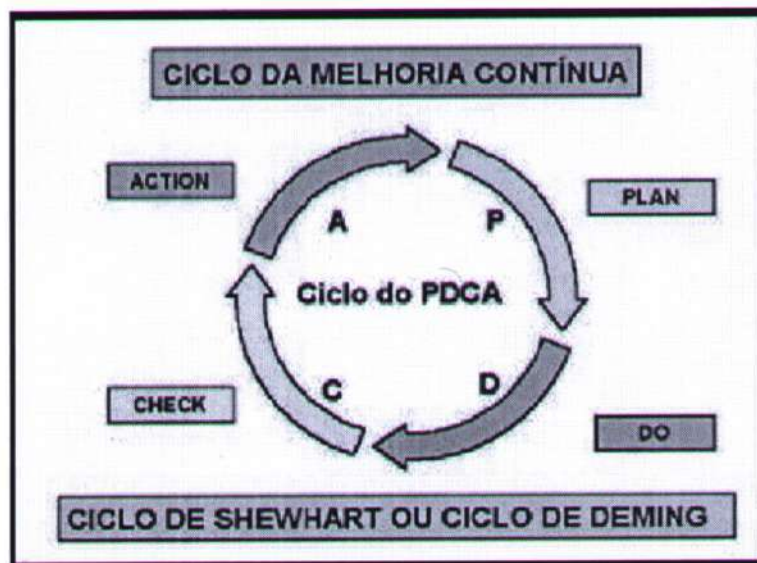 CICLO DA MELHORIA CONTÍNUA
ACTION
PLAN
A
P
Ciclo do PDCA
C
D
CHECK
DO
CICLO DE SHEWHART OU CICLO DE DEMING